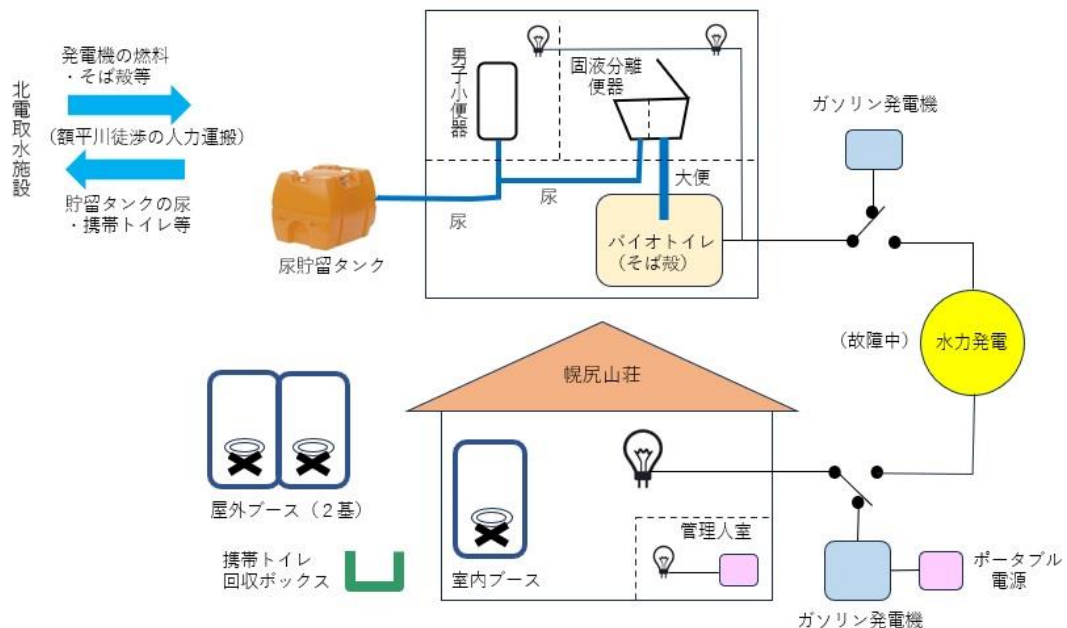 北電取水施設
発電機の燃料
・そば殻等
(額平川徒渉の人力運搬)
貯留タンクの尿
・携帯トイレ等
尿貯留タンク
男子小便器
固液分離
便器
尿
尿
大便
バイオトイレ
(そば殻)
ガソリン発電機
(故障中)
水力発電
幌尻山荘
屋外ブース(2基)
携帯トイレ
回収ボックス
室内ブース
管理人室
ポータブル
電源
ガソリン発電機